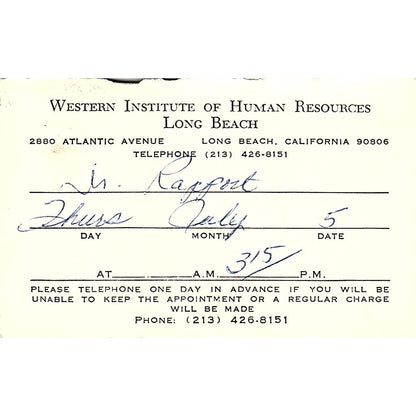 WESTERN INSTITUTE OF HUMAN RESOURCES
LONG BEACH
2880 ATLANTIC AVENUE LONG BEACH, CALIFORNIA 90806
TELEPHONE (213) 426-8151
Dr. Rapport
Thurs July 5
DAY MONTH DATE
315/
AT A.M. P.M.
PLEASE TELEPHONE ONE DAY IN ADVANCE IF YOU WILL BE
UNABLE TO KEEP THE APPOINTMENT OR A REGULAR CHARGE
WILL BE MADE
PHONE: (213) 426-8151